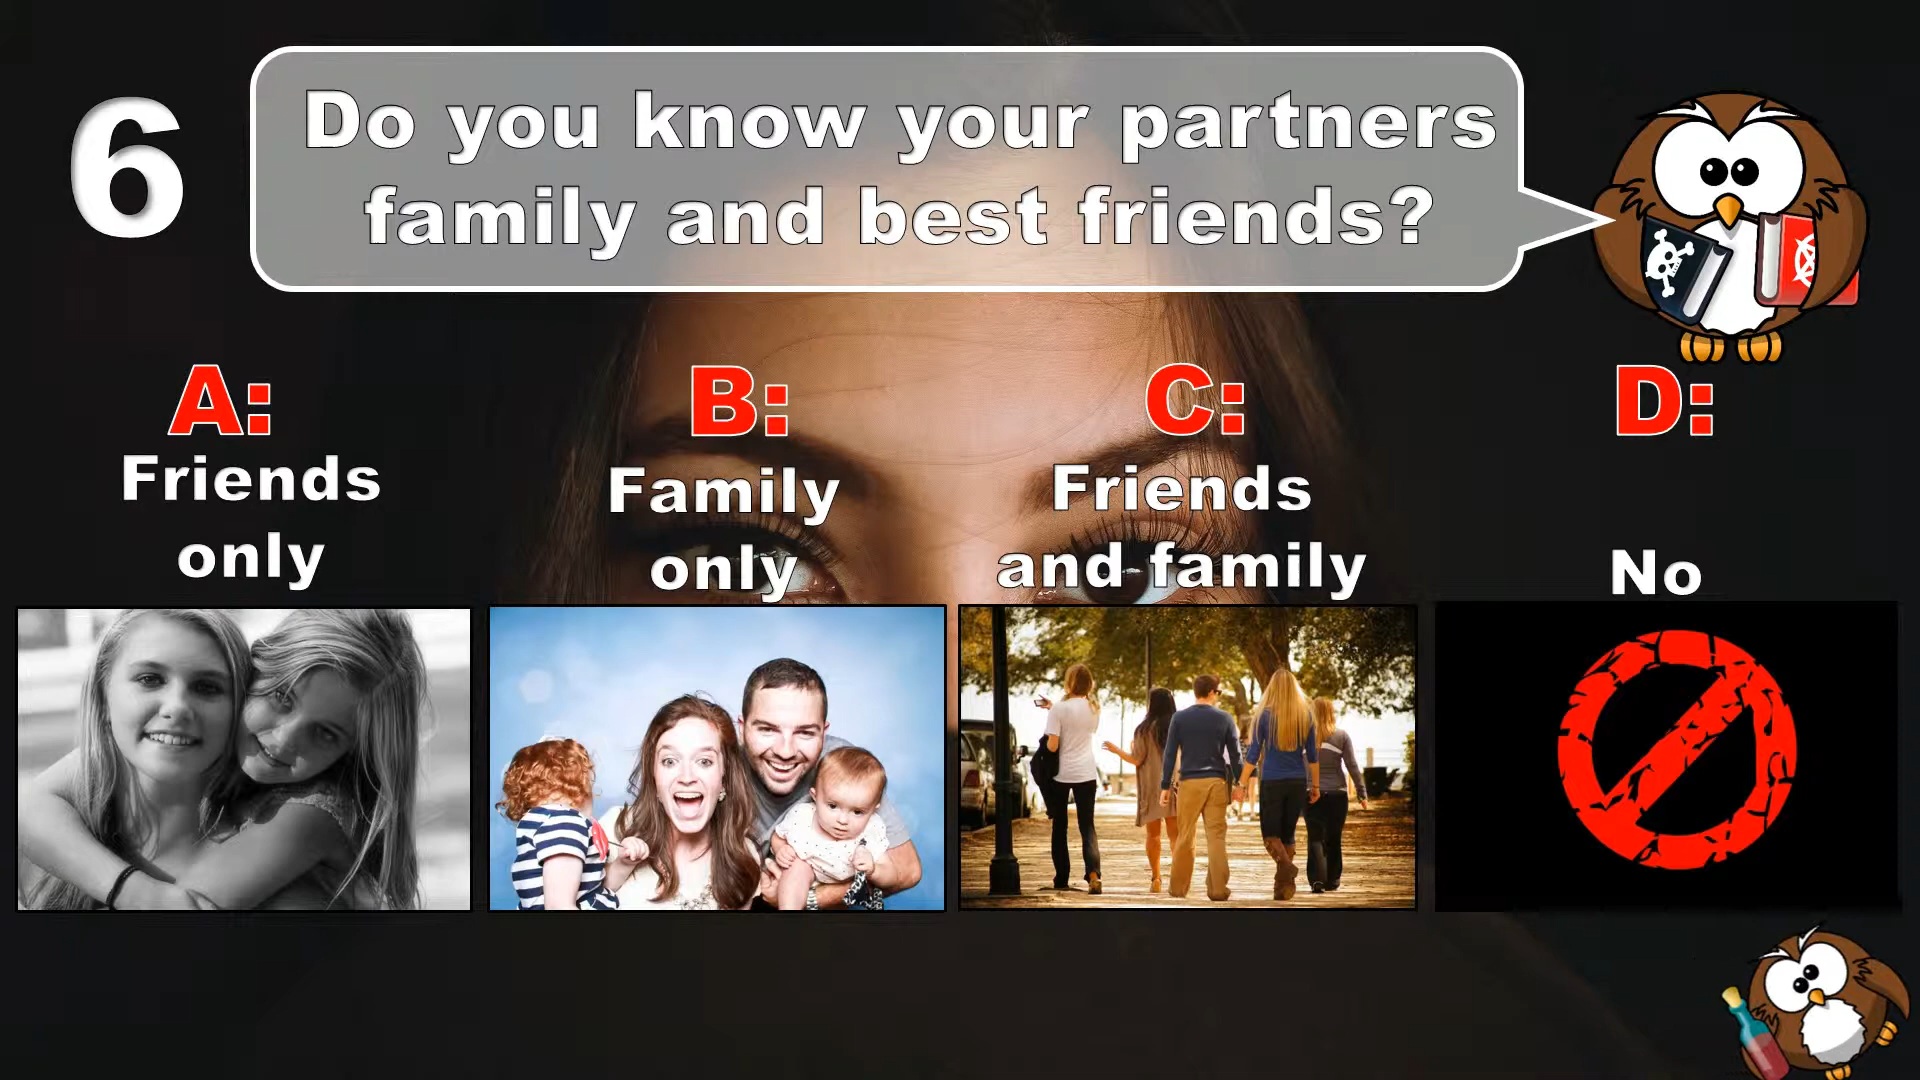 6
Do you know your partners
family and best friends?
A:
Friends
only
B:
Family
only
C:
Friends
and family
D:
No